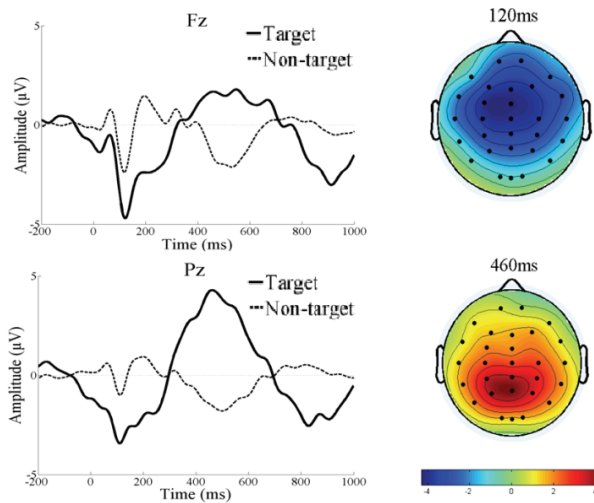 Fz
Target
Non-target
Amplitude (µV)
5
0
-5
-200 0 200 400 600 800 1000
Time (ms)
120ms
Pz
Target
Non-target
Amplitude (µV)
5
0
-5
-200 0 200 400 600 800 1000
Time (ms)
460ms
-4 -2 0 2 4